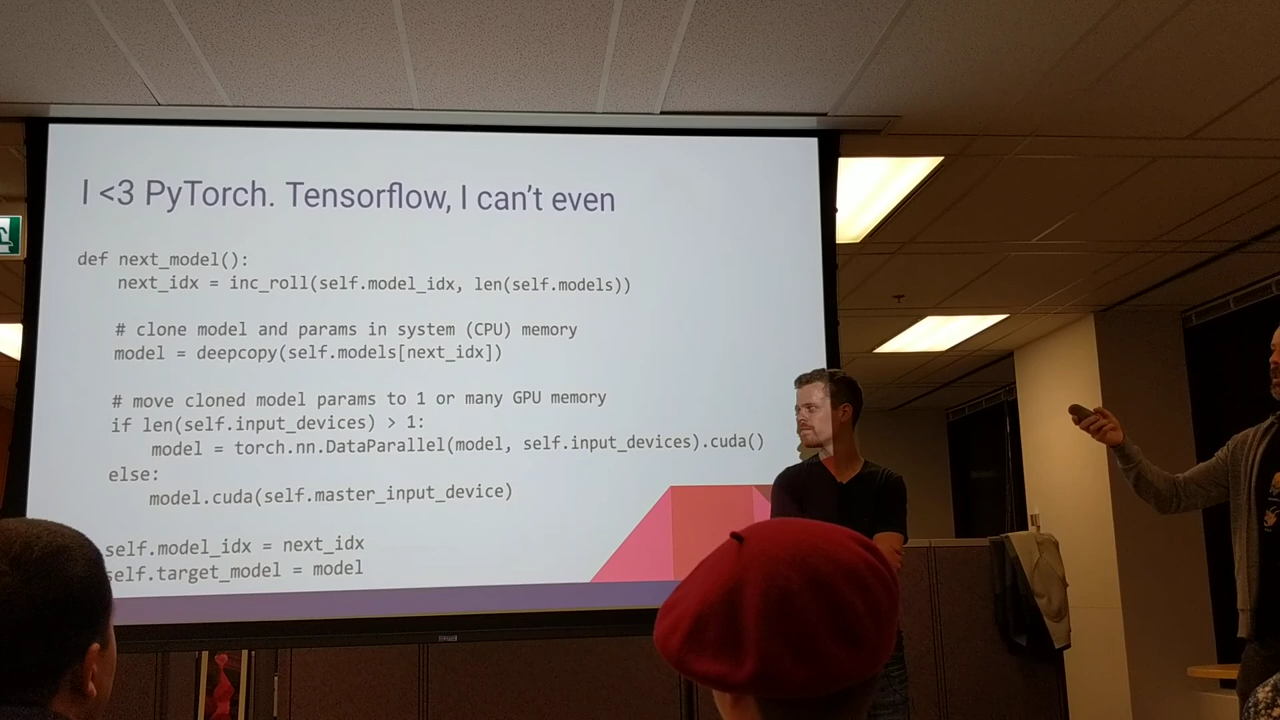 I <3 PyTorch. Tensorflow, I can't even
def next_model():
next_idx = inc_roll(self.model_idx, len(self.models))
# clone model and params in system (CPU) memory
model = deepcopy(self.models[next_idx])
# move cloned model params to 1 or many GPU memory
if len(self.input_devices) > 1:
model = torch.nn.DataParallel(model, self.input_devices).cuda()
else:
model.cuda(self.master_input_device)
self.model_idx = next_idx
self.target_model = model